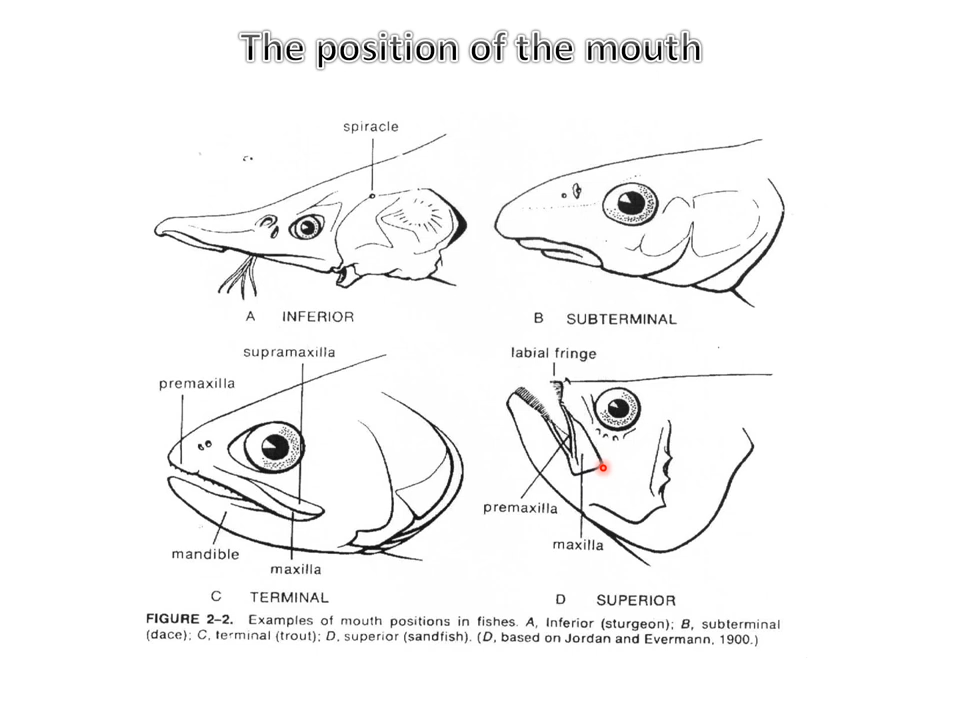 The position of the mouth
spiracle
A INFERIOR
B SUBTERMINAL
supramaxilla
premaxilla
mandible
maxilla
C TERMINAL
labial fringe
premaxilla
maxilla
D SUPERIOR
FIGURE 2–2. Examples of mouth positions in fishes. A, Inferior (sturgeon); B, subterminal
(dace); C, terminal (trout); D, superior (sandfish). (D, based on Jordan and Evermann, 1900.)